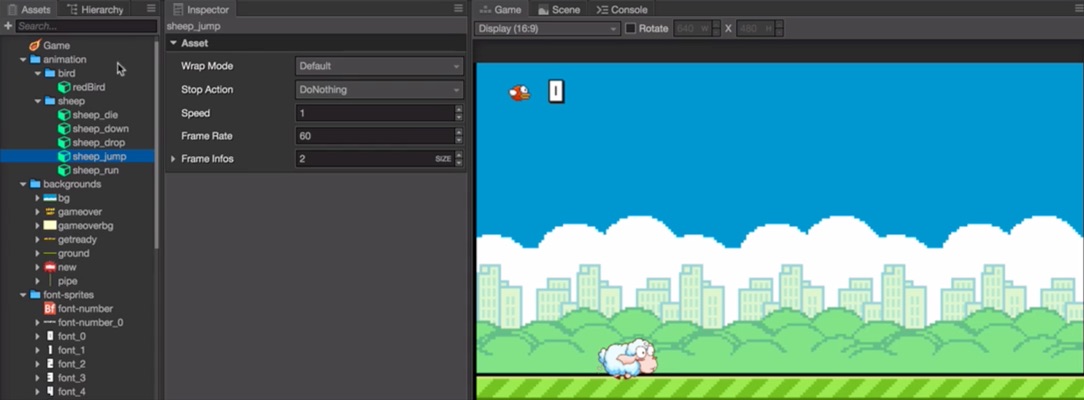 Assets Hierarchy
Search...
Game
animation
bird
redBird
sheep
sheep_die
sheep_down
sheep_drop
sheep_jump
sheep_run
backgrounds
bg
gameover
gameoverbg
getready
ground
new
pipe
font-sprites
Bf font-number
font-number_0
font_0
font_1
font_2
font_3
font_4
Inspector
sheep_jump
Asset
Wrap Mode Default
Stop Action DoNothing
Speed 1
Frame Rate 60
Frame Infos 2 SIZE
Game Scene Console
Display (16:9) Rotate 640 W X 480 H
1